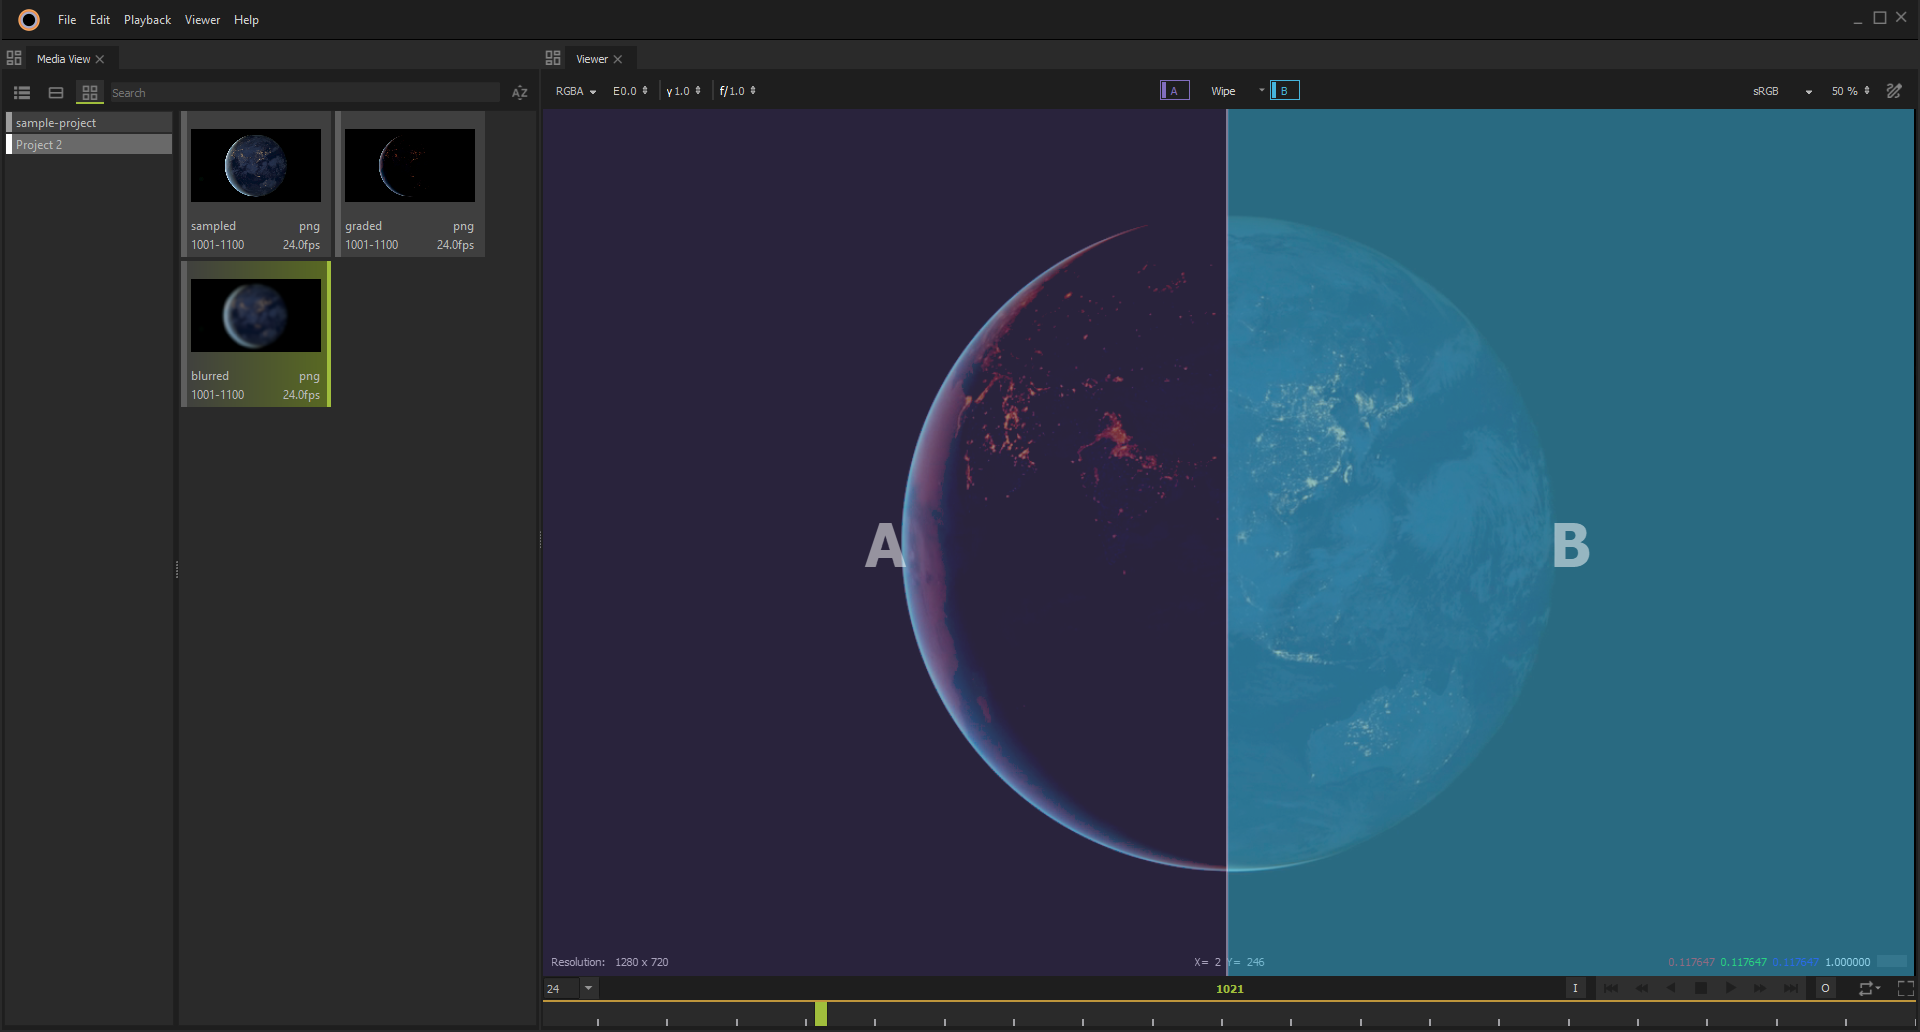 File Edit Playback Viewer Help
Media View
Viewer
Search
AZ
RGBA E0.0 γ 1.0 f/1.0
A Wipe B
sRGB 50 %
sample-project
Project 2
sampled png
1001-1100 24.0fps
graded png
1001-1100 24.0fps
blurred png
1001-1100 24.0fps
A
B
Resolution: 1280 x 720
X= 2 Y= 246
0.117647 0.117647 0.117647 1.000000
24
1021
I
O